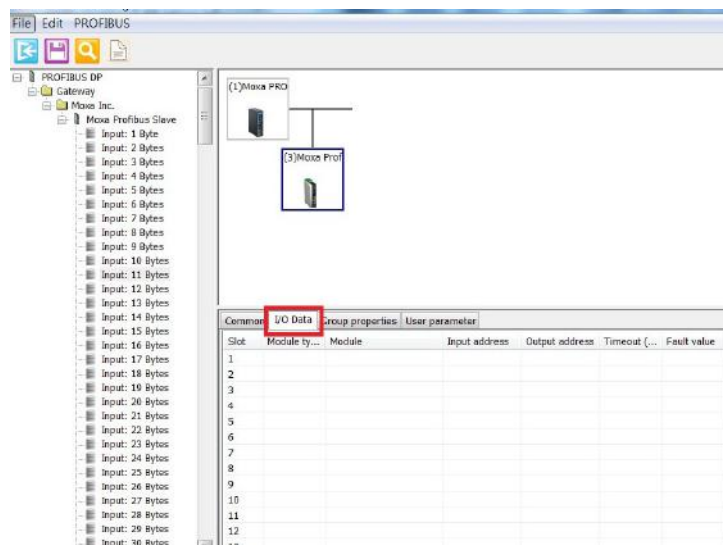 File Edit PROFIBUS
PROFIBUS DP
Gateway
Moxa Inc.
Moxa Profibus Slave
Input: 1 Byte
Input: 2 Bytes
Input: 3 Bytes
Input: 4 Bytes
Input: 5 Bytes
Input: 6 Bytes
Input: 7 Bytes
Input: 8 Bytes
Input: 9 Bytes
Input: 10 Bytes
Input: 11 Bytes
Input: 12 Bytes
Input: 13 Bytes
Input: 14 Bytes
Input: 15 Bytes
Input: 16 Bytes
Input: 17 Bytes
Input: 18 Bytes
Input: 19 Bytes
Input: 20 Bytes
Input: 21 Bytes
Input: 22 Bytes
Input: 23 Bytes
Input: 24 Bytes
Input: 25 Bytes
Input: 26 Bytes
Input: 27 Bytes
Input: 28 Bytes
Input: 29 Bytes
Input: 30 Bytes
(1)Moxa PRO
(3)Moxa Prof
Common I/O Data Group properties User parameter
Slot Module ty... Module Input address Output address Timeout (... Fault value
1
2
3
4
5
6
7
8
9
10
11
12